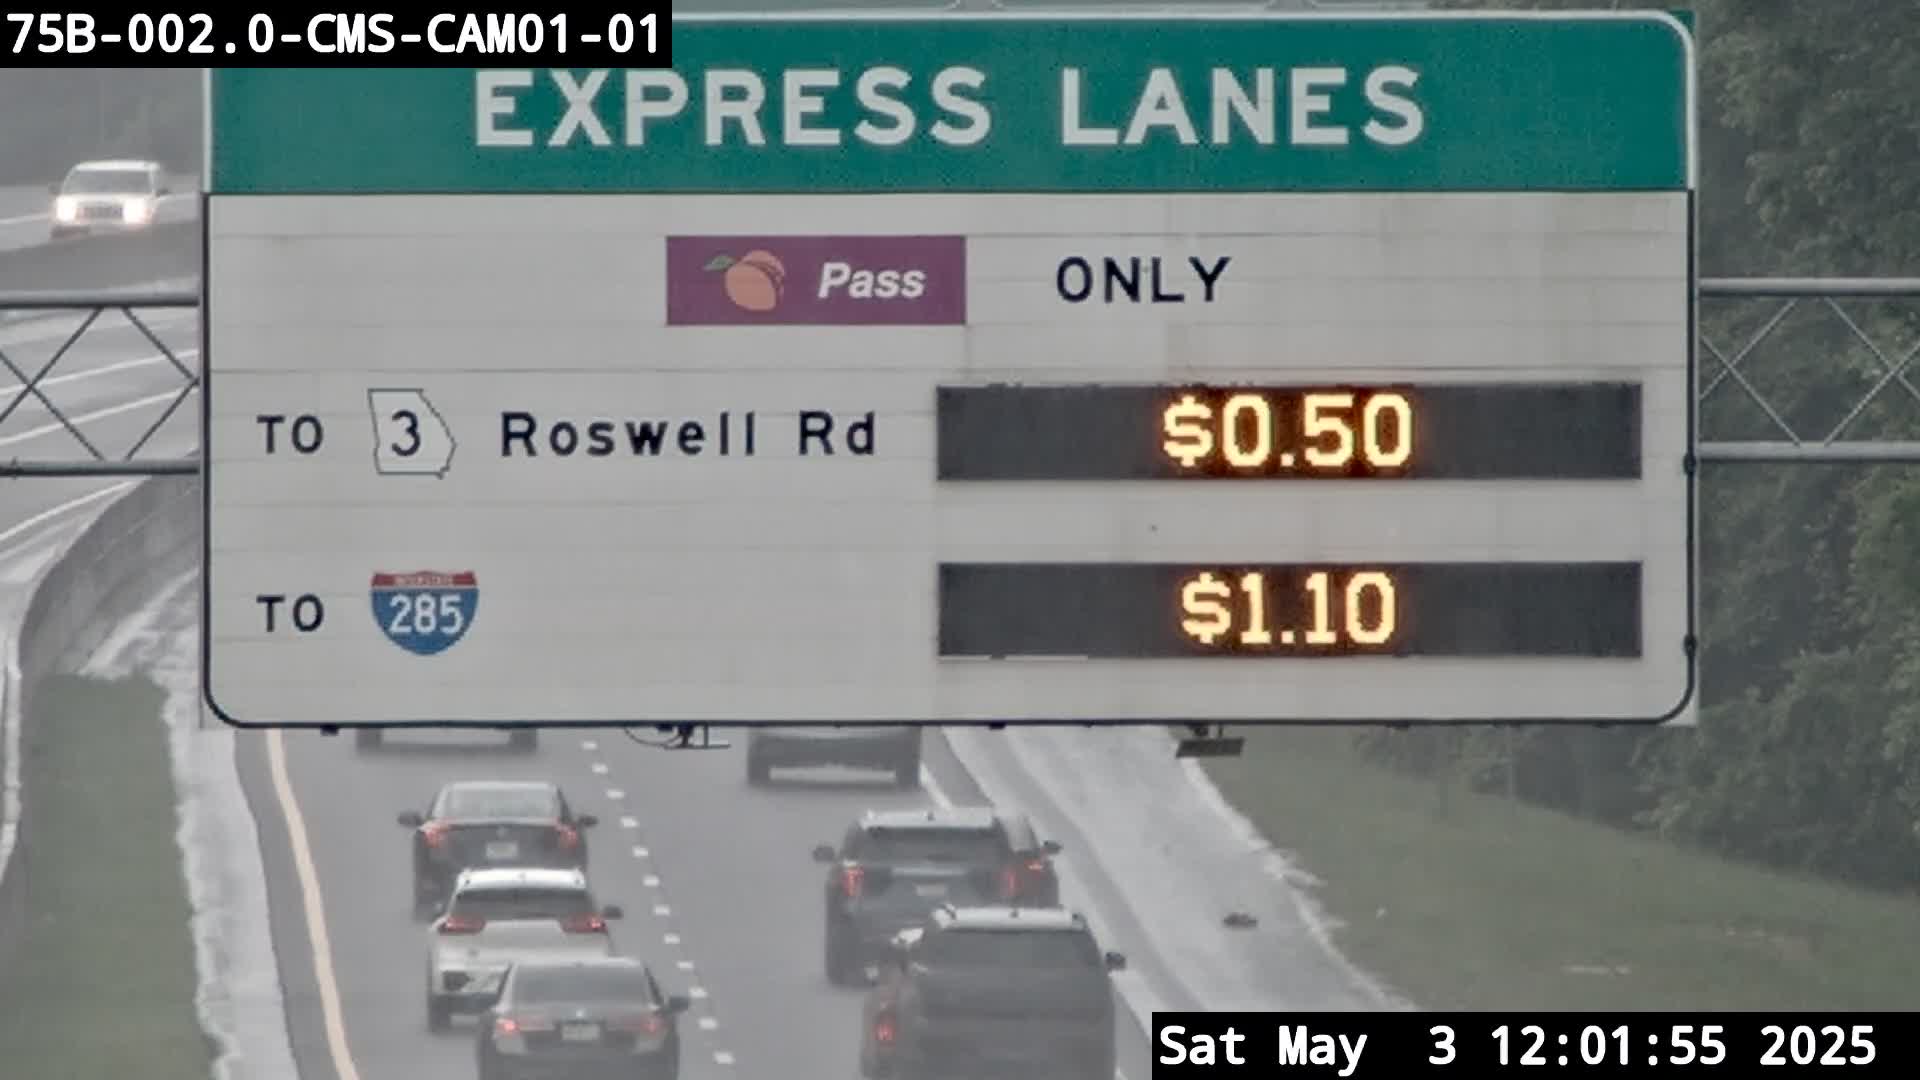 75B-002.0-CMS-CAM01-01
EXPRESS LANES
Pass ONLY
TO 3 Roswell Rd $0.50
INTERSTATE
TO 285 $1.10
Sat May 3 12:01:55 2025